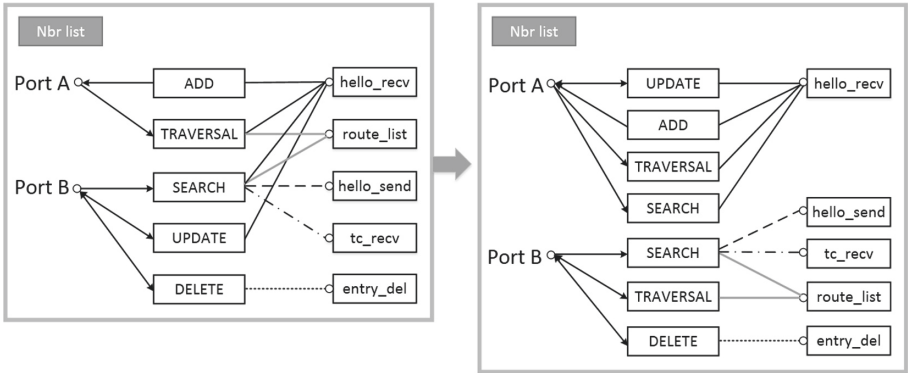 Nbr list
Port A
ADD
hello_recv
TRAVERSAL
route_list
Port B
SEARCH
hello_send
UPDATE
tc_recv
DELETE
entry_del
Nbr list
Port A
UPDATE
hello_recv
ADD
TRAVERSAL
SEARCH
hello_send
Port B
SEARCH
tc_recv
TRAVERSAL
route_list
DELETE
entry_del